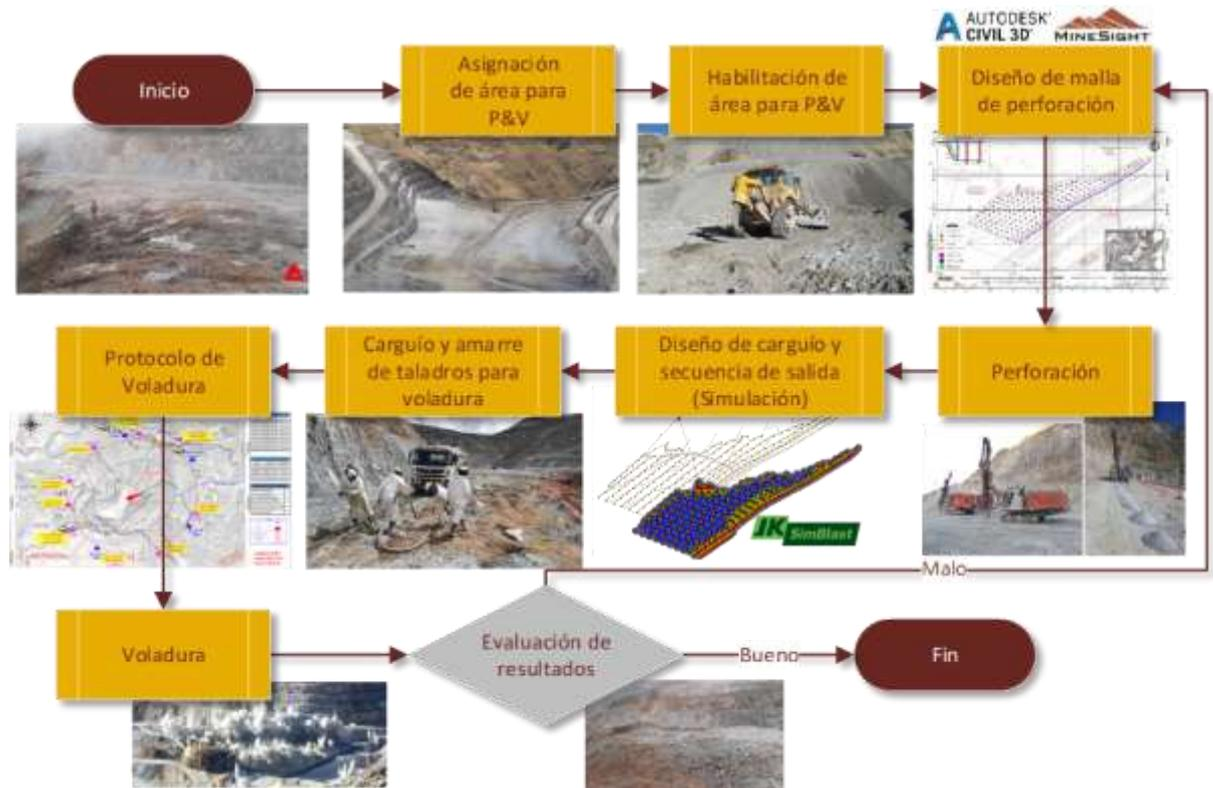 AUTODESK
CIVIL 3D
MINESIGHT
Inicio
Asignación
de área para
P&V
Habilitación de
área para P&V
Diseño de malla
de perforación
Protocolo de
Voladura
Carguío y amarre
de taladros para
voladura
Diseño de carguío y
secuencia de salida
(Simulación)
Perforación
JK SimBlast
Malo
Voladura
Evaluación de
resultados
Bueno
Fin